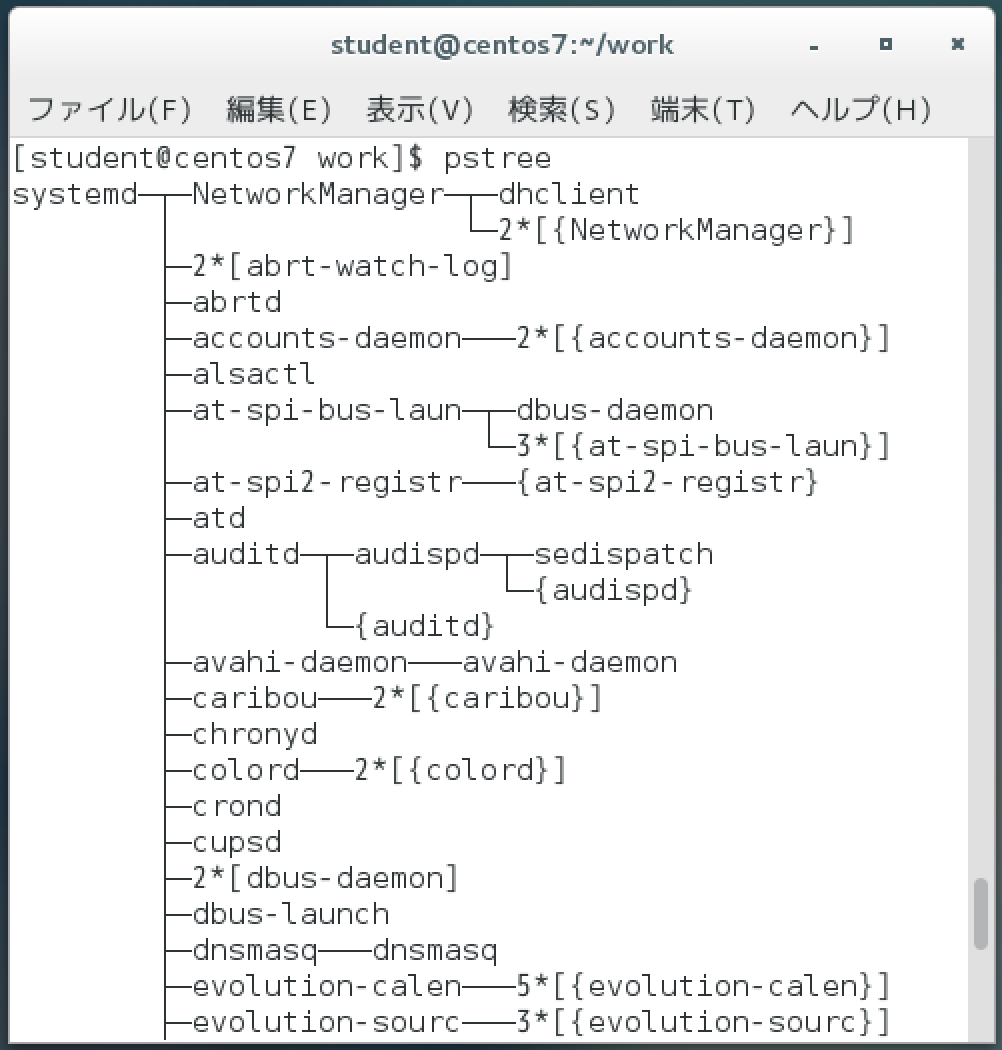 student@centos7:~/work
ファイル(F) 編集(E) 表示(V) 検索(S) 端末(T) ヘルプ(H)
[student@centos7 work]$ pstree
systemd─┬─NetworkManager─┬─dhclient
        │                └─2*[{NetworkManager}]
        ├─2*[abrt-watch-log]
        ├─abrtd
        ├─accounts-daemon───2*[{accounts-daemon}]
        ├─alsactl
        ├─at-spi-bus-laun─┬─dbus-daemon
        │                 └─3*[{at-spi-bus-laun}]
        ├─at-spi2-registr───{at-spi2-registr}
        ├─atd
        ├─auditd─┬─audispd─┬─sedispatch
        │        │         └─{audispd}
        │        └─{auditd}
        ├─avahi-daemon───avahi-daemon
        ├─caribou───2*[{caribou}]
        ├─chronyd
        ├─colord───2*[{colord}]
        ├─crond
        ├─cupsd
        ├─2*[dbus-daemon]
        ├─dbus-launch
        ├─dnsmasq───dnsmasq
        ├─evolution-calen───5*[{evolution-calen}]
        ├─evolution-sourc───3*[{evolution-sourc}]